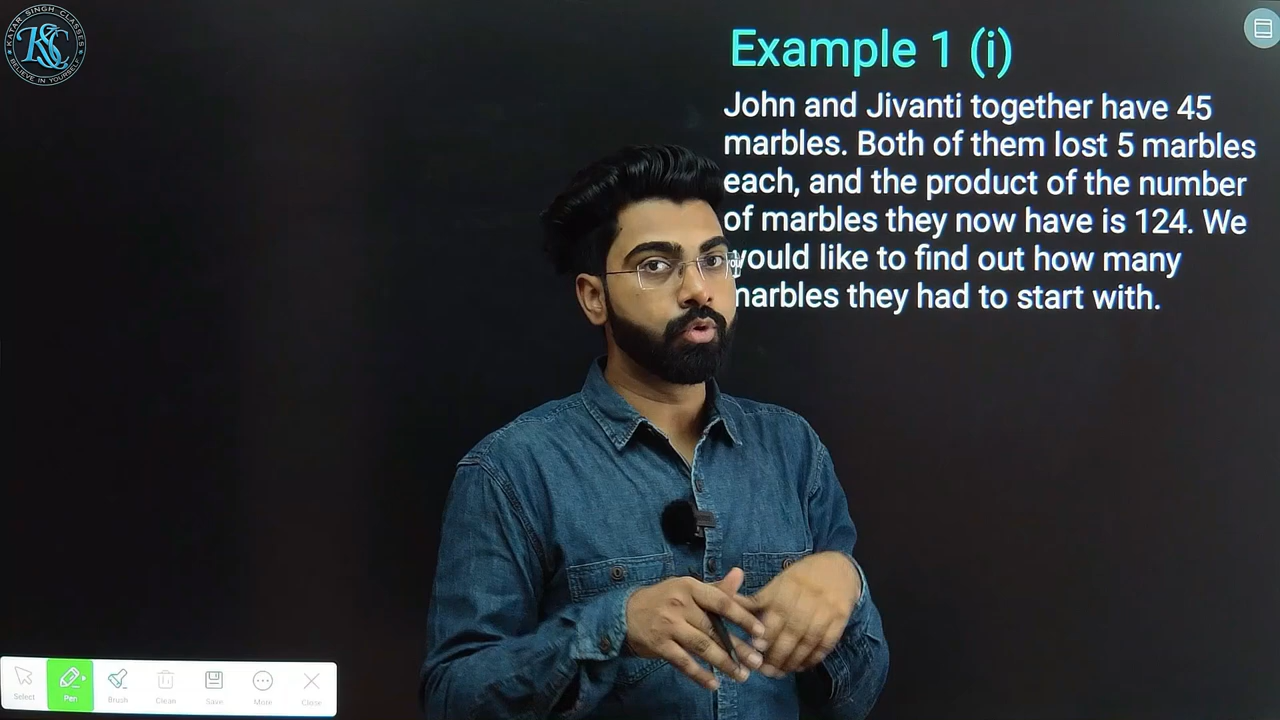 KATAR SINGH CLASSES
KSC
BELIEVE IN YOURSELF
Example 1 (i)
John and Jivanti together have 45
marbles. Both of them lost 5 marbles
each, and the product of the number
of marbles they now have is 124. We
would like to find out how many
marbles they had to start with.
Select Pen Brush Clean Save More Close